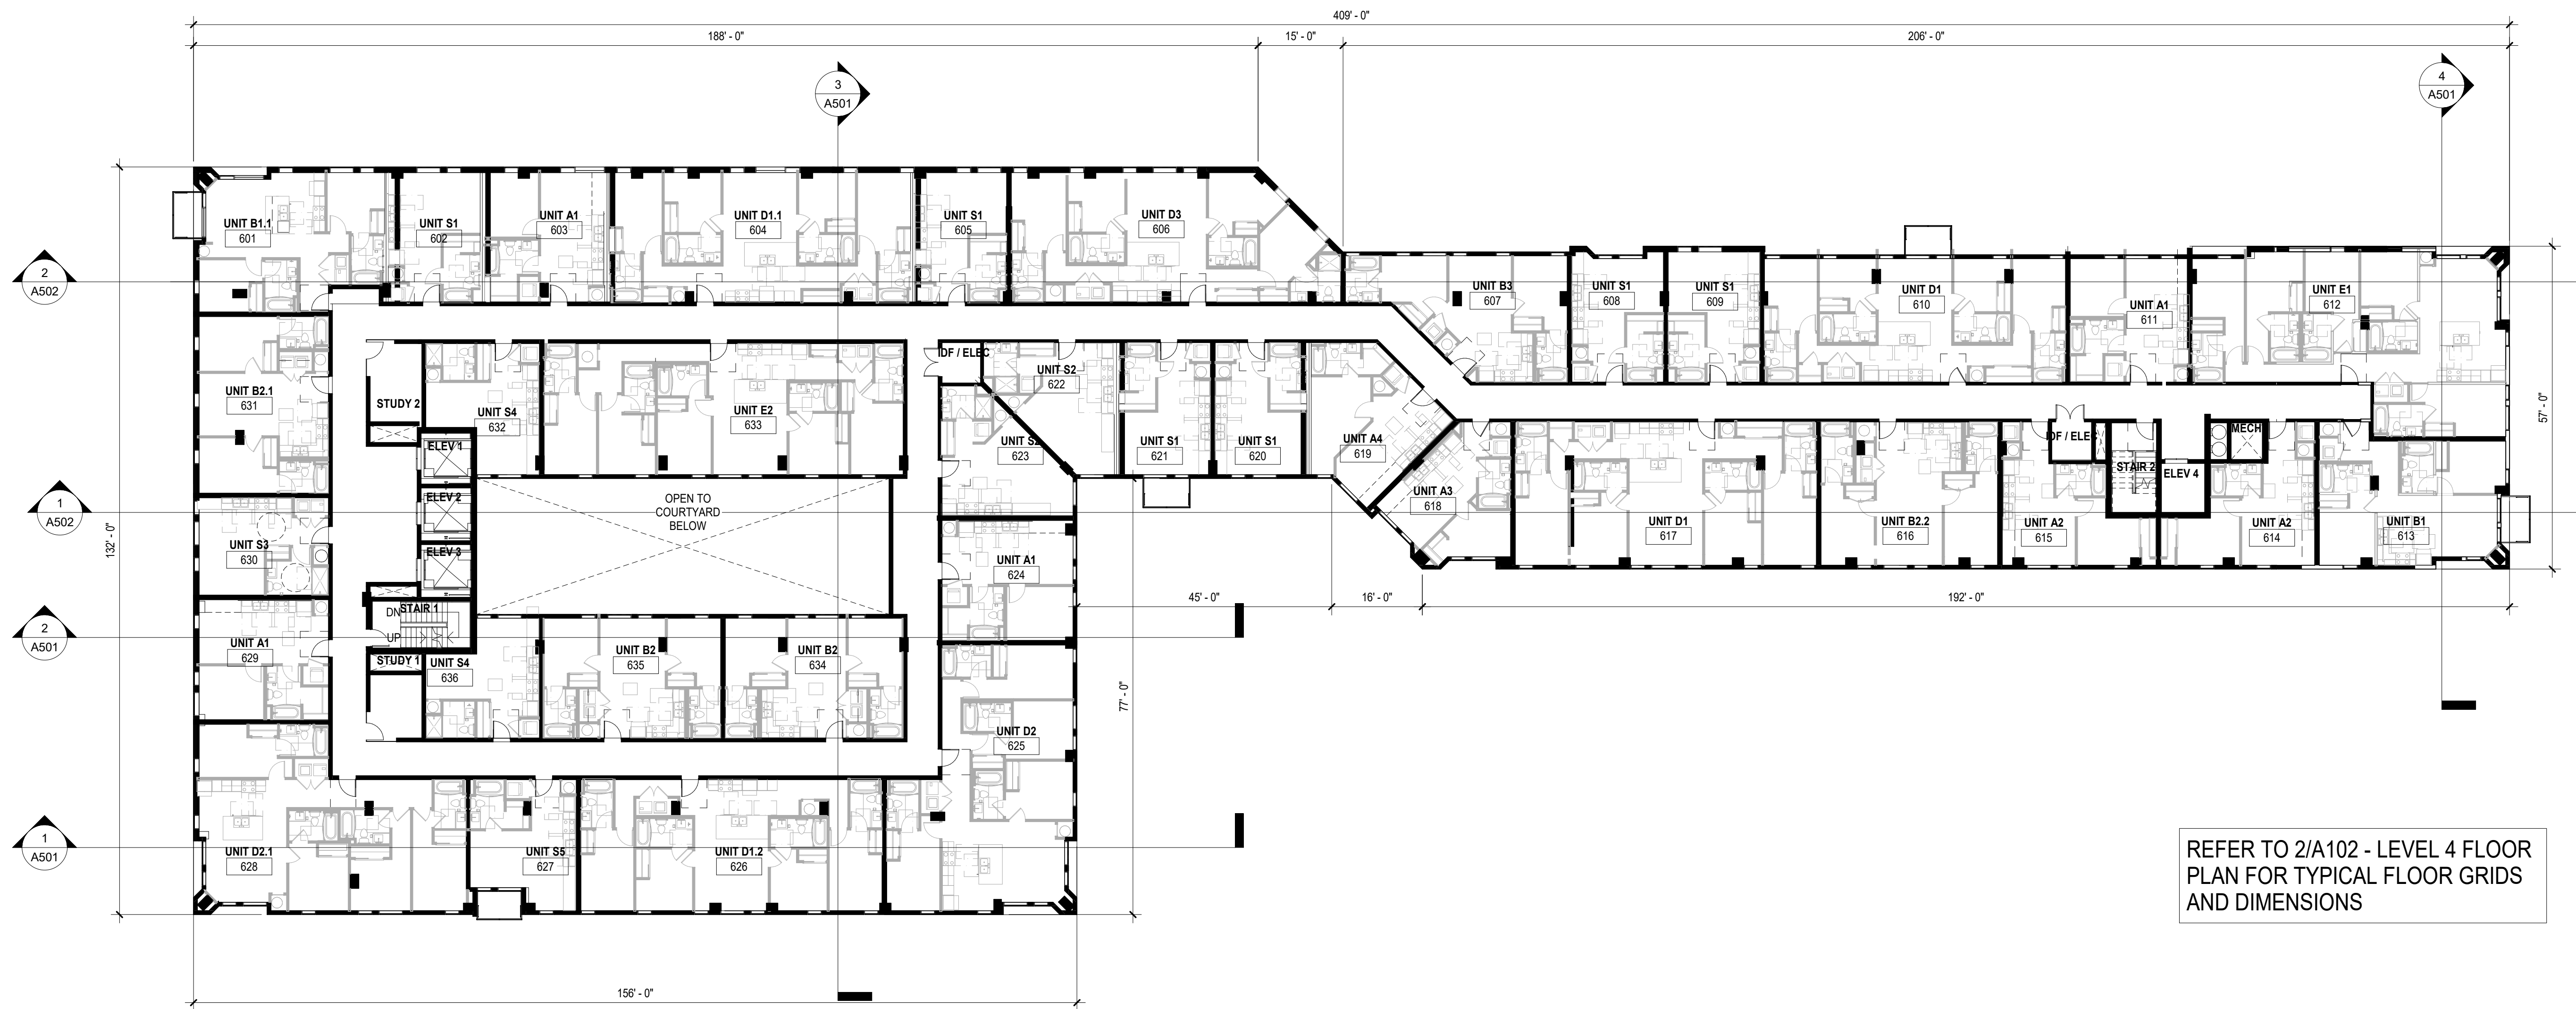 409' - 0"
188' - 0"
15' - 0"
206' - 0"
3
A501
4
A501
UNIT B1.1
601
UNIT S1
602
UNIT A1
603
UNIT D1.1
604
UNIT S1
605
UNIT D3
606
2
A502
UNIT B3
607
UNIT S1
608
UNIT S1
609
UNIT D1
610
UNIT A1
611
UNIT E1
612
UNIT B2.1
631
STUDY 2
UNIT S4
632
UNIT E2
633
IDF / ELEC
UNIT S2
622
UNIT S2
623
UNIT S1
621
UNIT S1
620
UNIT A4
619
57' - 0"
ELEV 1
ELEV 2
ELEV 3
OPEN TO
COURTYARD
BELOW
UNIT A3
618
UNIT D1
617
UNIT B2.2
616
UNIT A2
615
IDF / ELEC
STAIR 2
ELEV 4
MECH
UNIT A2
614
UNIT B1
613
1
A502
132' - 0"
UNIT S3
630
UNIT A1
624
45' - 0"
16' - 0"
192' - 0"
2
A501
UNIT A1
629
STAIR 1
DN
UP
STUDY 1
UNIT S4
636
UNIT B2
635
UNIT B2
634
77' - 0"
UNIT D2
625
1
A501
UNIT D2.1
628
UNIT S5
627
UNIT D1.2
626
REFER TO 2/A102 - LEVEL 4 FLOOR
PLAN FOR TYPICAL FLOOR GRIDS
AND DIMENSIONS
156' - 0"